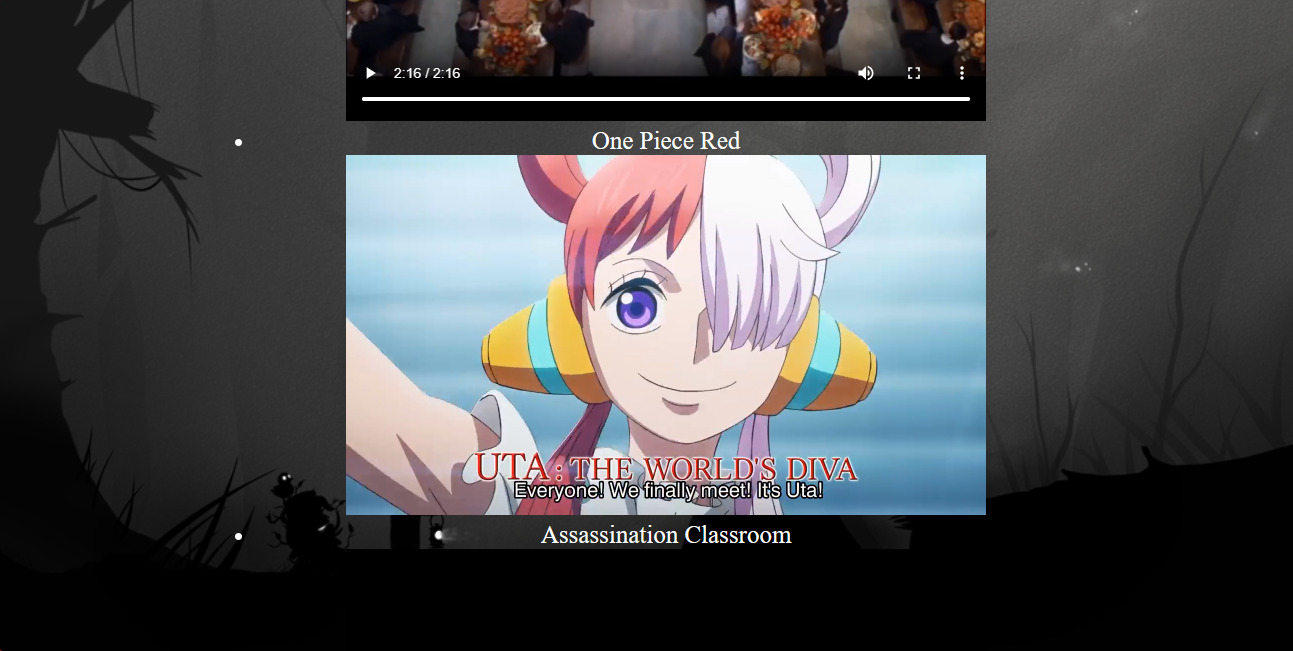 2:16 / 2:16
One Piece Red
UTA: THE WORLD'S DIVA
Everyone! We finally meet! It's Uta!
Assassination Classroom